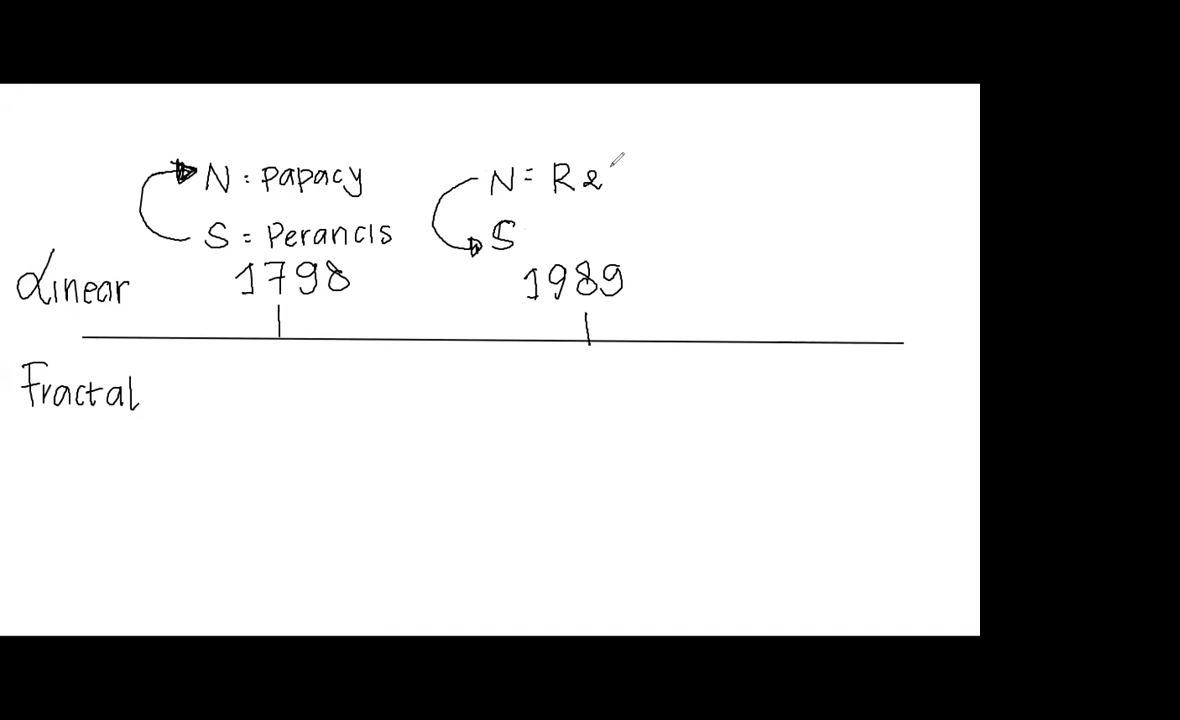 N : papacy
S = Perancis
1798
N = R &
S
1989
Linear
Fractal